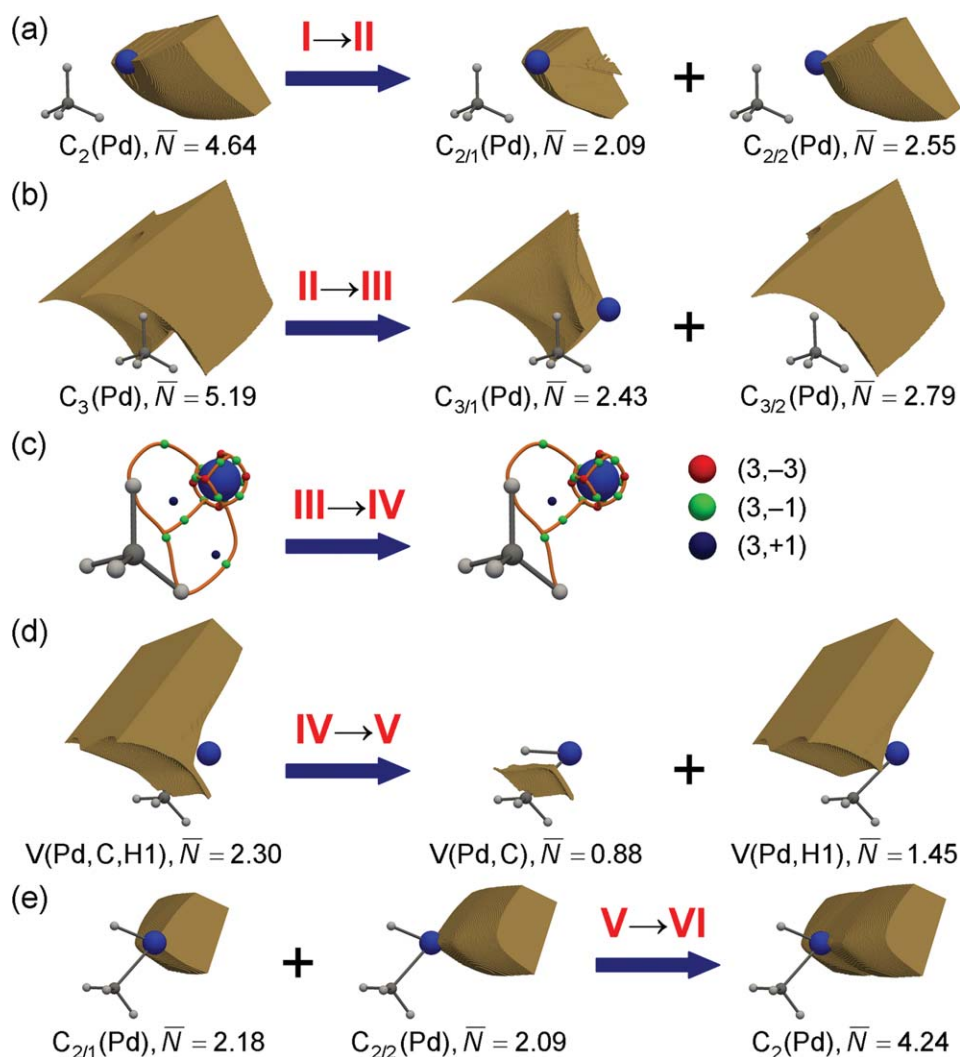 (a)
I→II
+
C₂(Pd), N̅ = 4.64
C₂/₁(Pd), N̅ = 2.09
C₂/₂(Pd), N̅ = 2.55
(b)
II→III
+
C₃(Pd), N̅ = 5.19
C₃/₁(Pd), N̅ = 2.43
C₃/₂(Pd), N̅ = 2.79
(c)
III→IV
(3,–3)
(3,–1)
(3,+1)
(d)
IV→V
+
V(Pd,C,H1), N̅ = 2.30
V(Pd,C), N̅ = 0.88
V(Pd,H1), N̅ = 1.45
(e)
+
V→VI
C₂/₁(Pd), N̅ = 2.18
C₂/₂(Pd), N̅ = 2.09
C₂(Pd), N̅ = 4.24